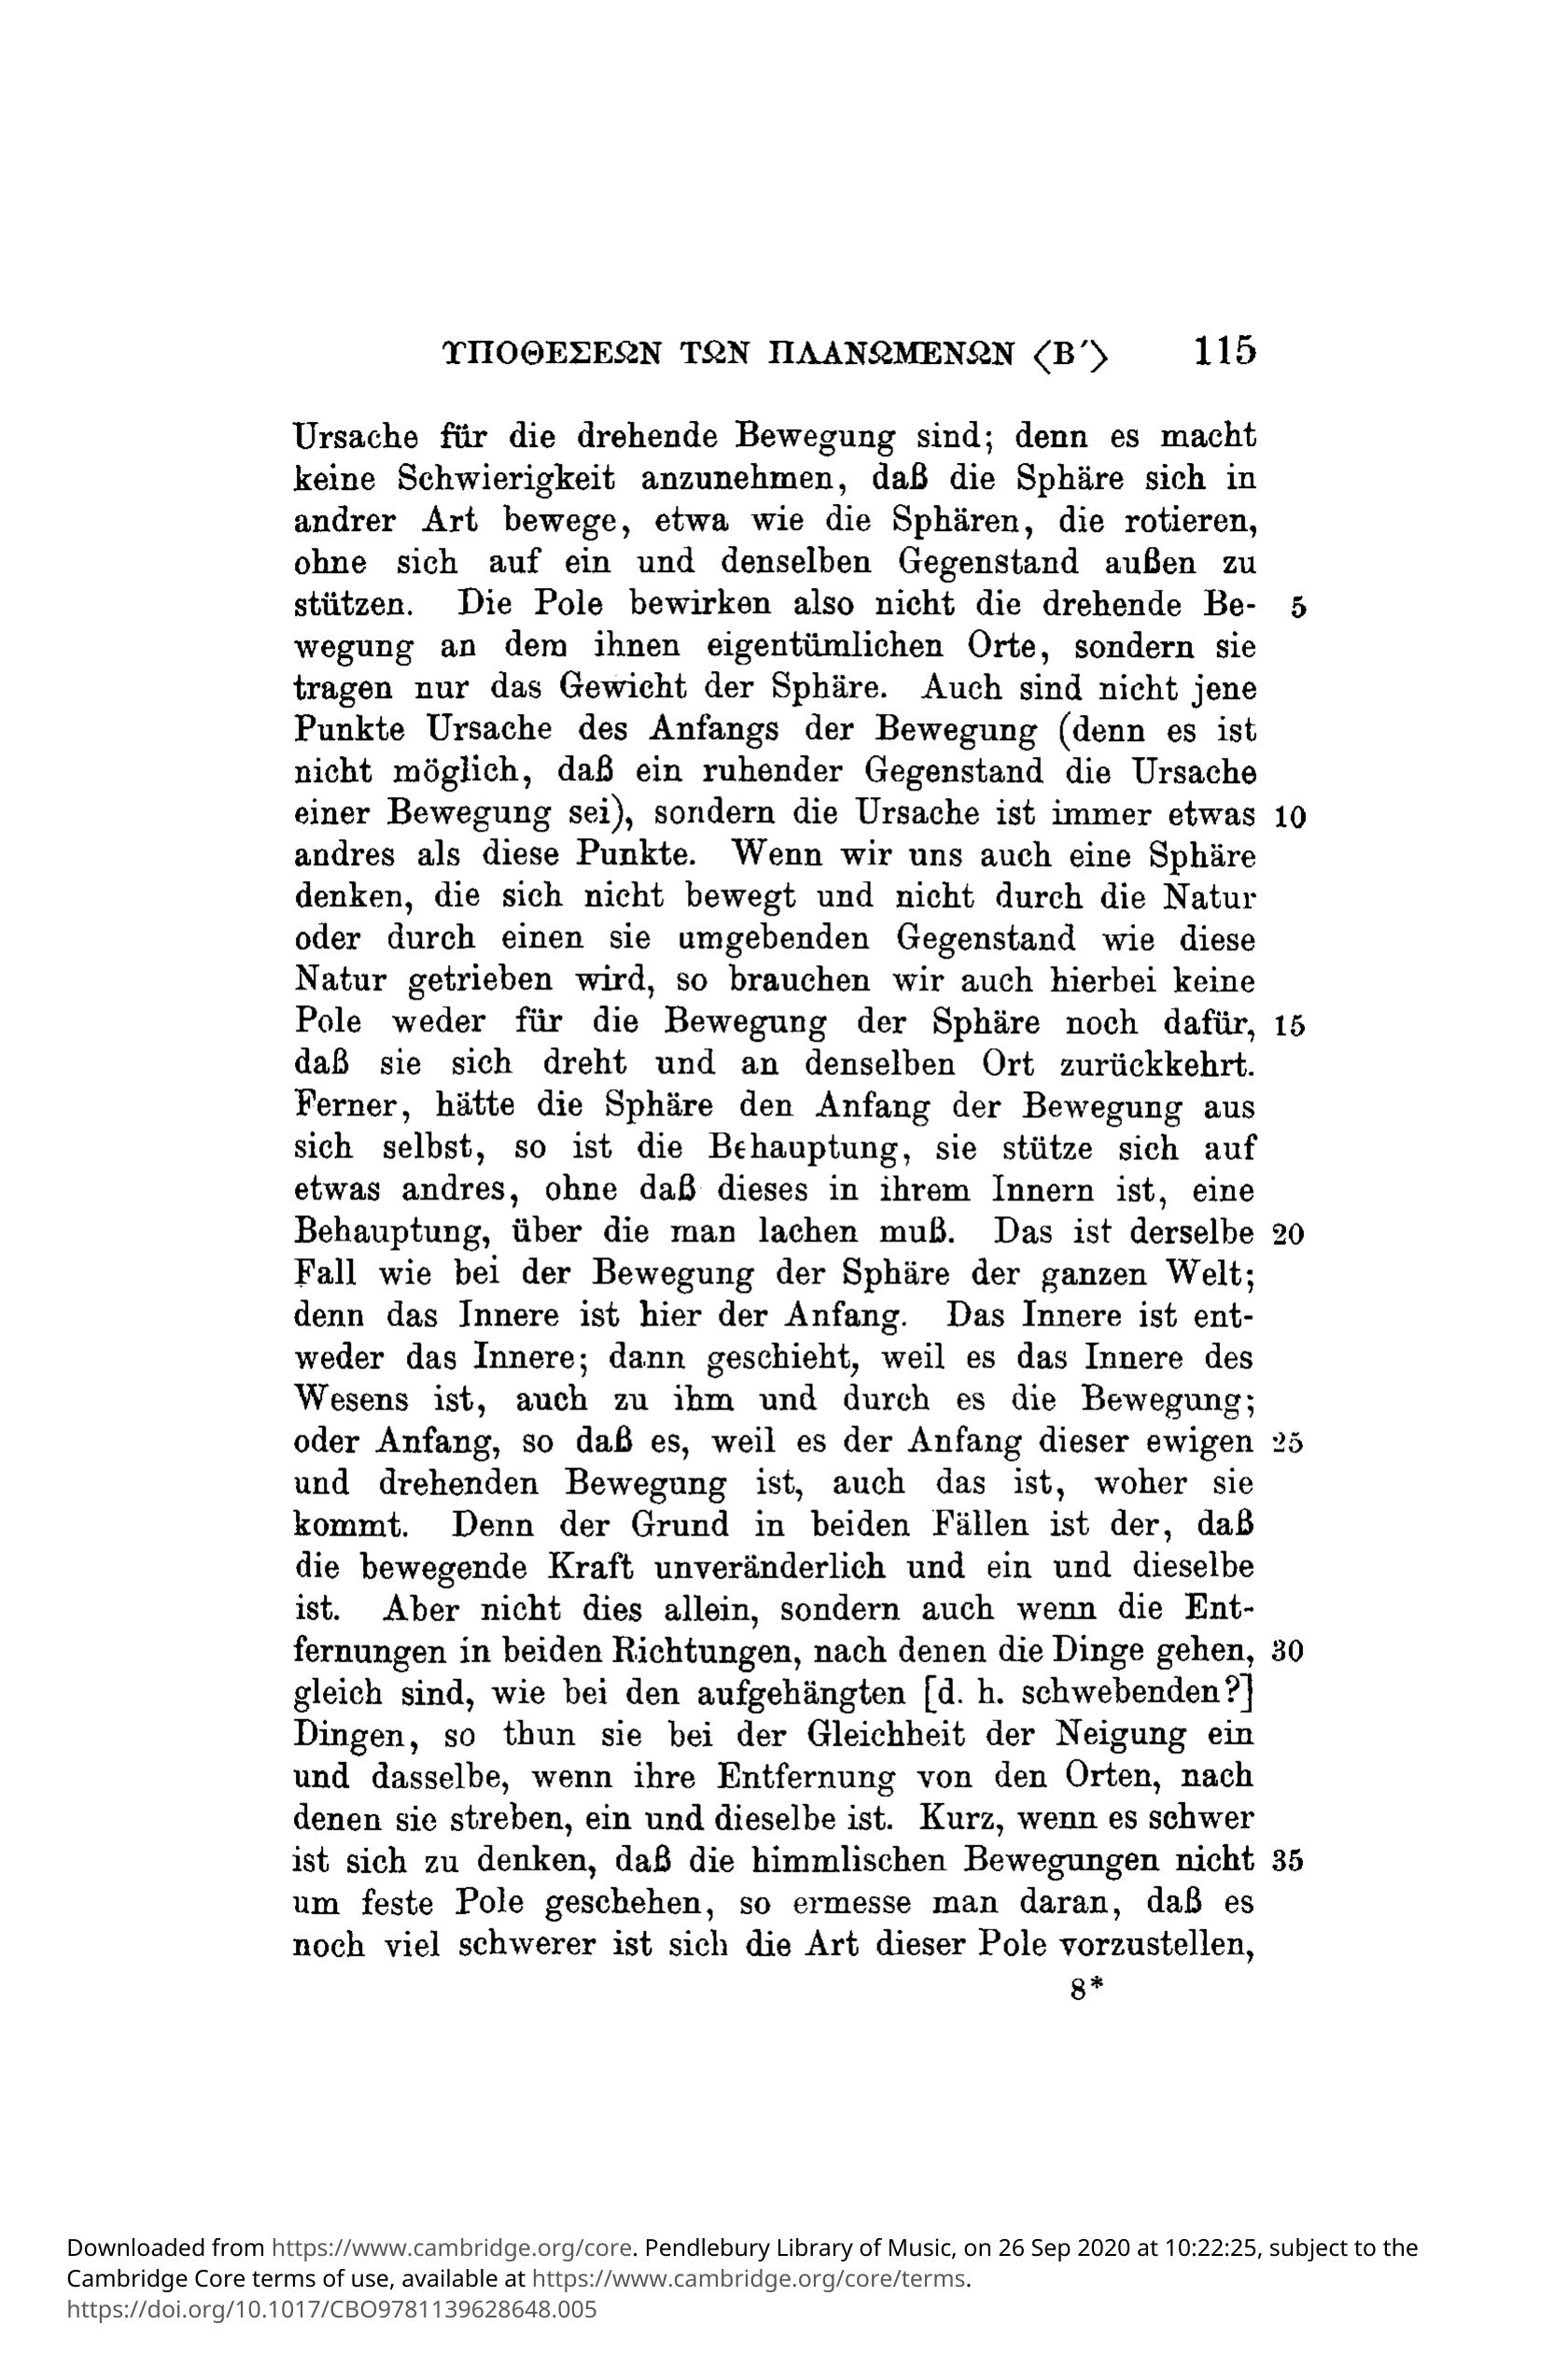 ΥΠΟΘΕΣΕΩΝ ΤΩΝ ΠΛΑΝΩΜΕΝΩΝ ⟨Β´⟩ 115
Ursache für die drehende Bewegung sind; denn es macht
keine Schwierigkeit anzunehmen, daß die Sphäre sich in
andrer Art bewege, etwa wie die Sphären, die rotieren,
ohne sich auf ein und denselben Gegenstand außen zu
stützen. Die Pole bewirken also nicht die drehende Be- 5
wegung an dem ihnen eigentümlichen Orte, sondern sie
tragen nur das Gewicht der Sphäre. Auch sind nicht jene
Punkte Ursache des Anfangs der Bewegung (denn es ist
nicht möglich, daß ein ruhender Gegenstand die Ursache
einer Bewegung sei), sondern die Ursache ist immer etwas 10
andres als diese Punkte. Wenn wir uns auch eine Sphäre
denken, die sich nicht bewegt und nicht durch die Natur
oder durch einen sie umgebenden Gegenstand wie diese
Natur getrieben wird, so brauchen wir auch hierbei keine
Pole weder für die Bewegung der Sphäre noch dafür, 15
daß sie sich dreht und an denselben Ort zurückkehrt.
Ferner, hätte die Sphäre den Anfang der Bewegung aus
sich selbst, so ist die Behauptung, sie stütze sich auf
etwas andres, ohne daß dieses in ihrem Innern ist, eine
Behauptung, über die man lachen muß. Das ist derselbe 20
Fall wie bei der Bewegung der Sphäre der ganzen Welt;
denn das Innere ist hier der Anfang. Das Innere ist ent-
weder das Innere; dann geschieht, weil es das Innere des
Wesens ist, auch zu ihm und durch es die Bewegung;
oder Anfang, so daß es, weil es der Anfang dieser ewigen 25
und drehenden Bewegung ist, auch das ist, woher sie
kommt. Denn der Grund in beiden Fällen ist der, daß
die bewegende Kraft unveränderlich und ein und dieselbe
ist. Aber nicht dies allein, sondern auch wenn die Ent-
fernungen in beiden Richtungen, nach denen die Dinge gehen, 30
gleich sind, wie bei den aufgehängten [d. h. schwebenden?]
Dingen, so thun sie bei der Gleichheit der Neigung ein
und dasselbe, wenn ihre Entfernung von den Orten, nach
denen sie streben, ein und dieselbe ist. Kurz, wenn es schwer
ist sich zu denken, daß die himmlischen Bewegungen nicht 35
um feste Pole geschehen, so ermesse man daran, daß es
noch viel schwerer ist sich die Art dieser Pole vorzustellen,
8*
Downloaded from https://www.cambridge.org/core. Pendlebury Library of Music, on 26 Sep 2020 at 10:22:25, subject to the
Cambridge Core terms of use, available at https://www.cambridge.org/core/terms.
https://doi.org/10.1017/CBO9781139628648.005